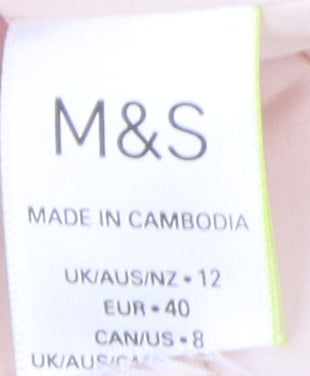 M&S
MADE IN CAMBODIA
UK/AUS/NZ • 12
EUR • 40
CAN/US • 8